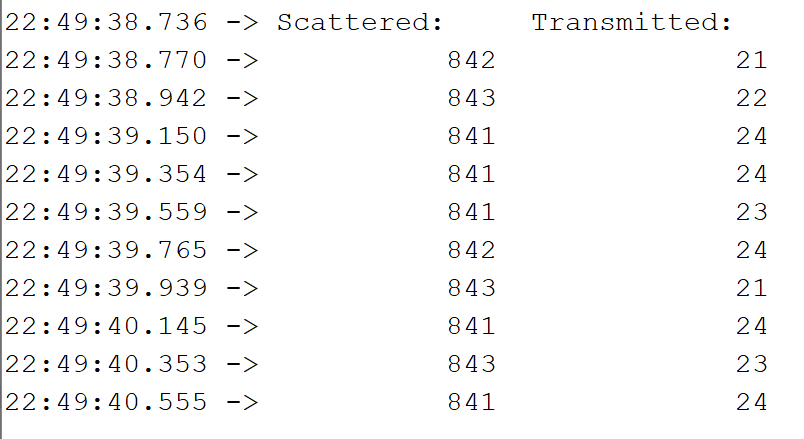 22:49:38.736 -> Scattered:      Transmitted:
22:49:38.770 ->             842                21
22:49:38.942 ->             843                22
22:49:39.150 ->             841                24
22:49:39.354 ->             841                24
22:49:39.559 ->             841                23
22:49:39.765 ->             842                24
22:49:39.939 ->             843                21
22:49:40.145 ->             841                24
22:49:40.353 ->             843                23
22:49:40.555 ->             841                24